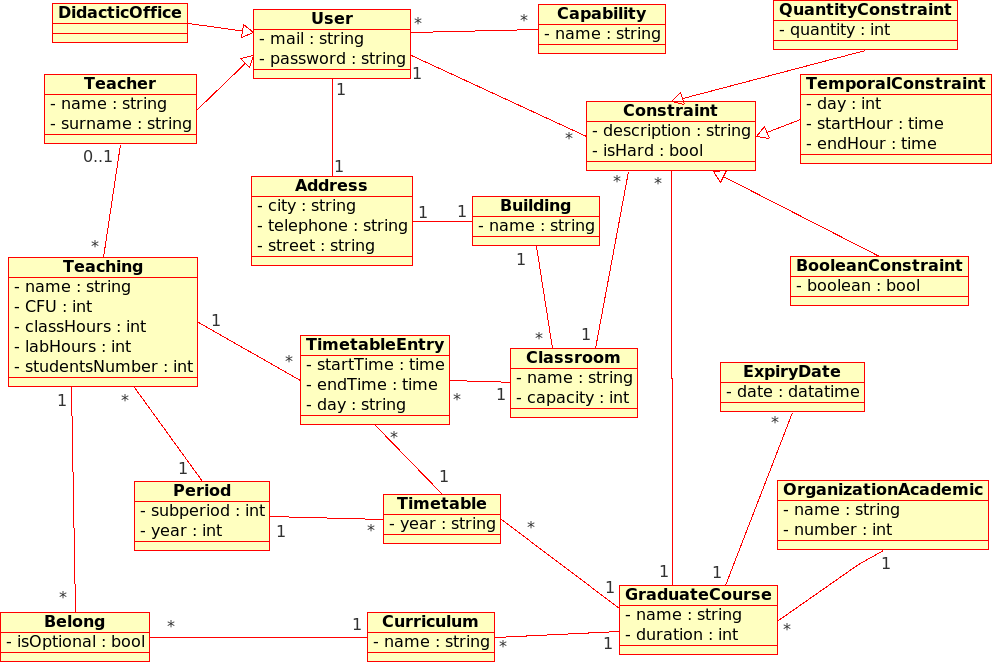 DidacticOffice
User
- mail : string
- password : string
*
*
1
1
Capability
- name : string
QuantityConstraint
- quantity : int
Teacher
- name : string
- surname : string
0..1
Constraint
- description : string
- isHard : bool
*
*
*
TemporalConstraint
- day : int
- startHour : time
- endHour : time
1
Address
- city : string
- telephone : string
- street : string
1
1
Building
- name : string
1
BooleanConstraint
- boolean : bool
*
Teaching
- name : string
- CFU : int
- classHours : int
- labHours : int
- studentsNumber : int
1
1
*
*
TimetableEntry
- startTime : time
- endTime : time
- day : string
*
*
*
1
1
Classroom
- name : string
- capacity : int
ExpiryDate
- date : datatime
*
1
Period
- subperiod : int
- year : int
1
1
Timetable
- year : string
*
*
OrganizationAcademic
- name : string
- number : int
1
*
Belong
- isOptional : bool
*
1
Curriculum
- name : string
*
1
1
1
1
GraduateCourse
- name : string
- duration : int
*